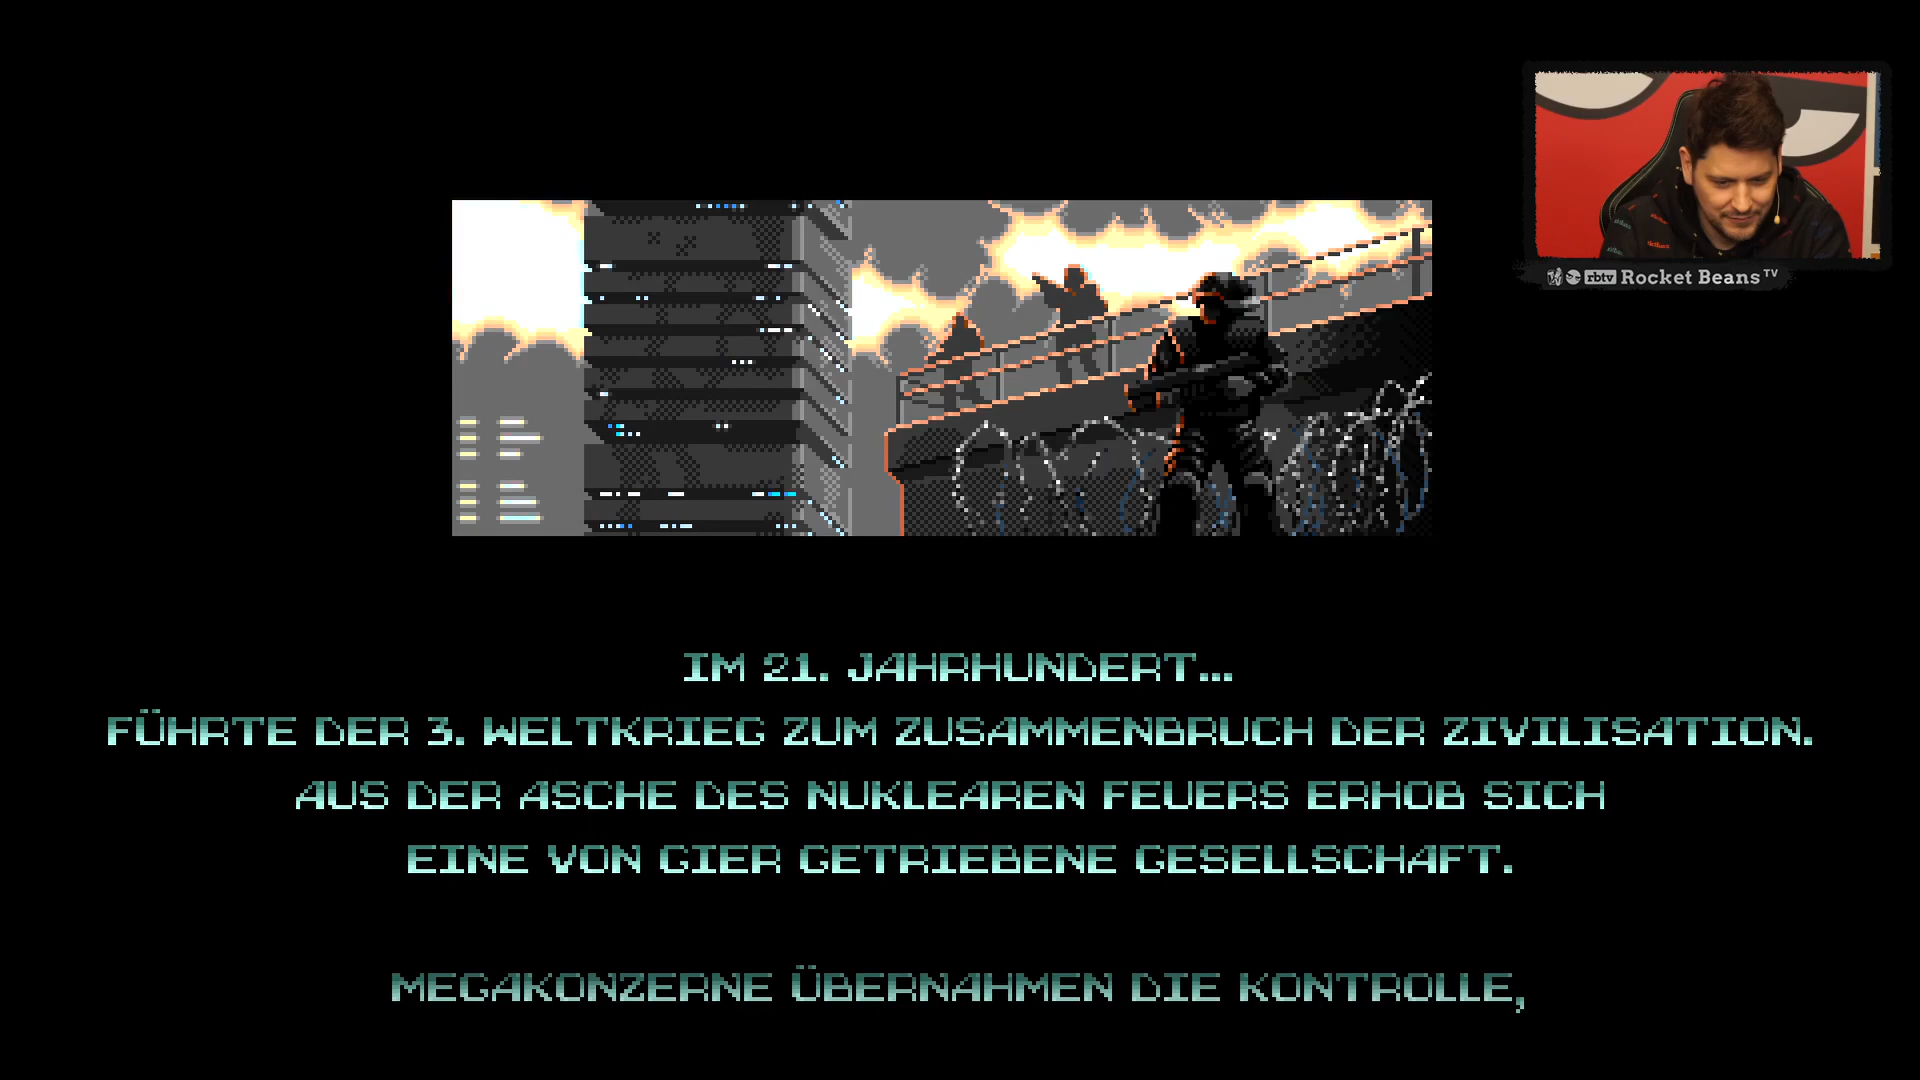 rbtv Rocket Beans TV
IM 21. JAHRHUNDERT...
FÜHRTE DER 3. WELTKRIEG ZUM ZUSAMMENBRUCH DER ZIVILISATION.
AUS DER ASCHE DES NUKLEAREN FEUERS ERHOB SICH
EINE VON GIER GETRIEBENE GESELLSCHAFT.
MEGAKONZERNE ÜBERNAHMEN DIE KONTROLLE,